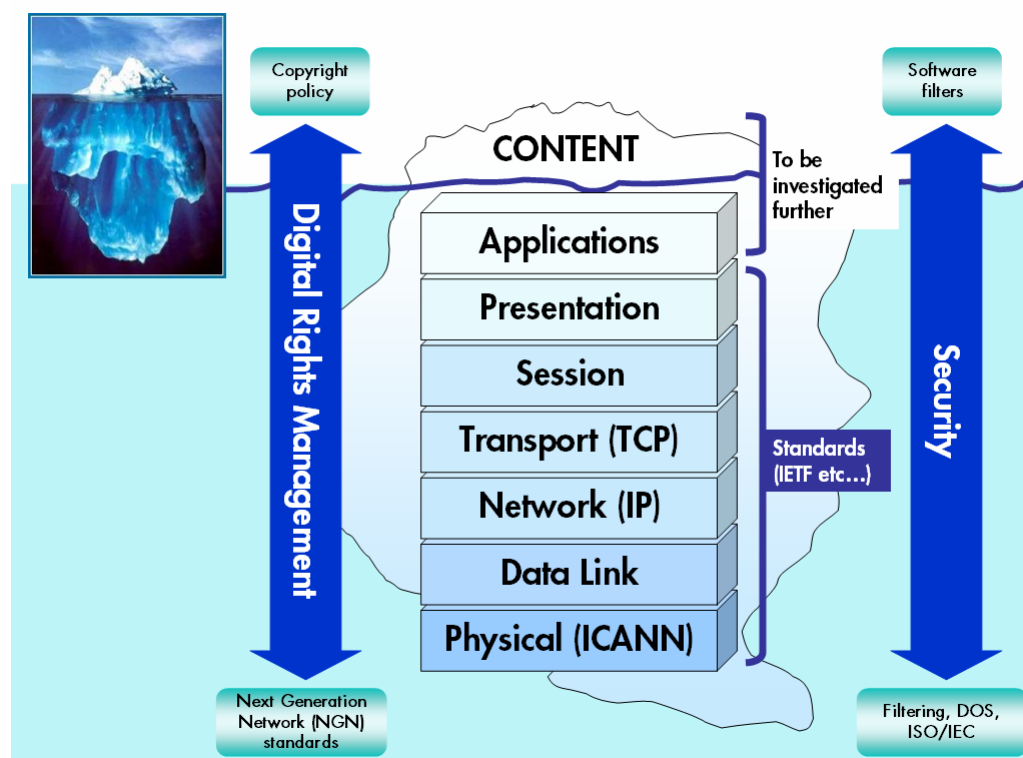 Copyright
policy
Software
filters
CONTENT
To be
investigated
further
Applications
Presentation
Session
Transport (TCP)
Network (IP)
Data Link
Physical (ICANN)
Digital Rights Management
Standards
(IETF etc...)
Security
Next Generation
Network (NGN)
standards
Filtering, DOS,
ISO/IEC